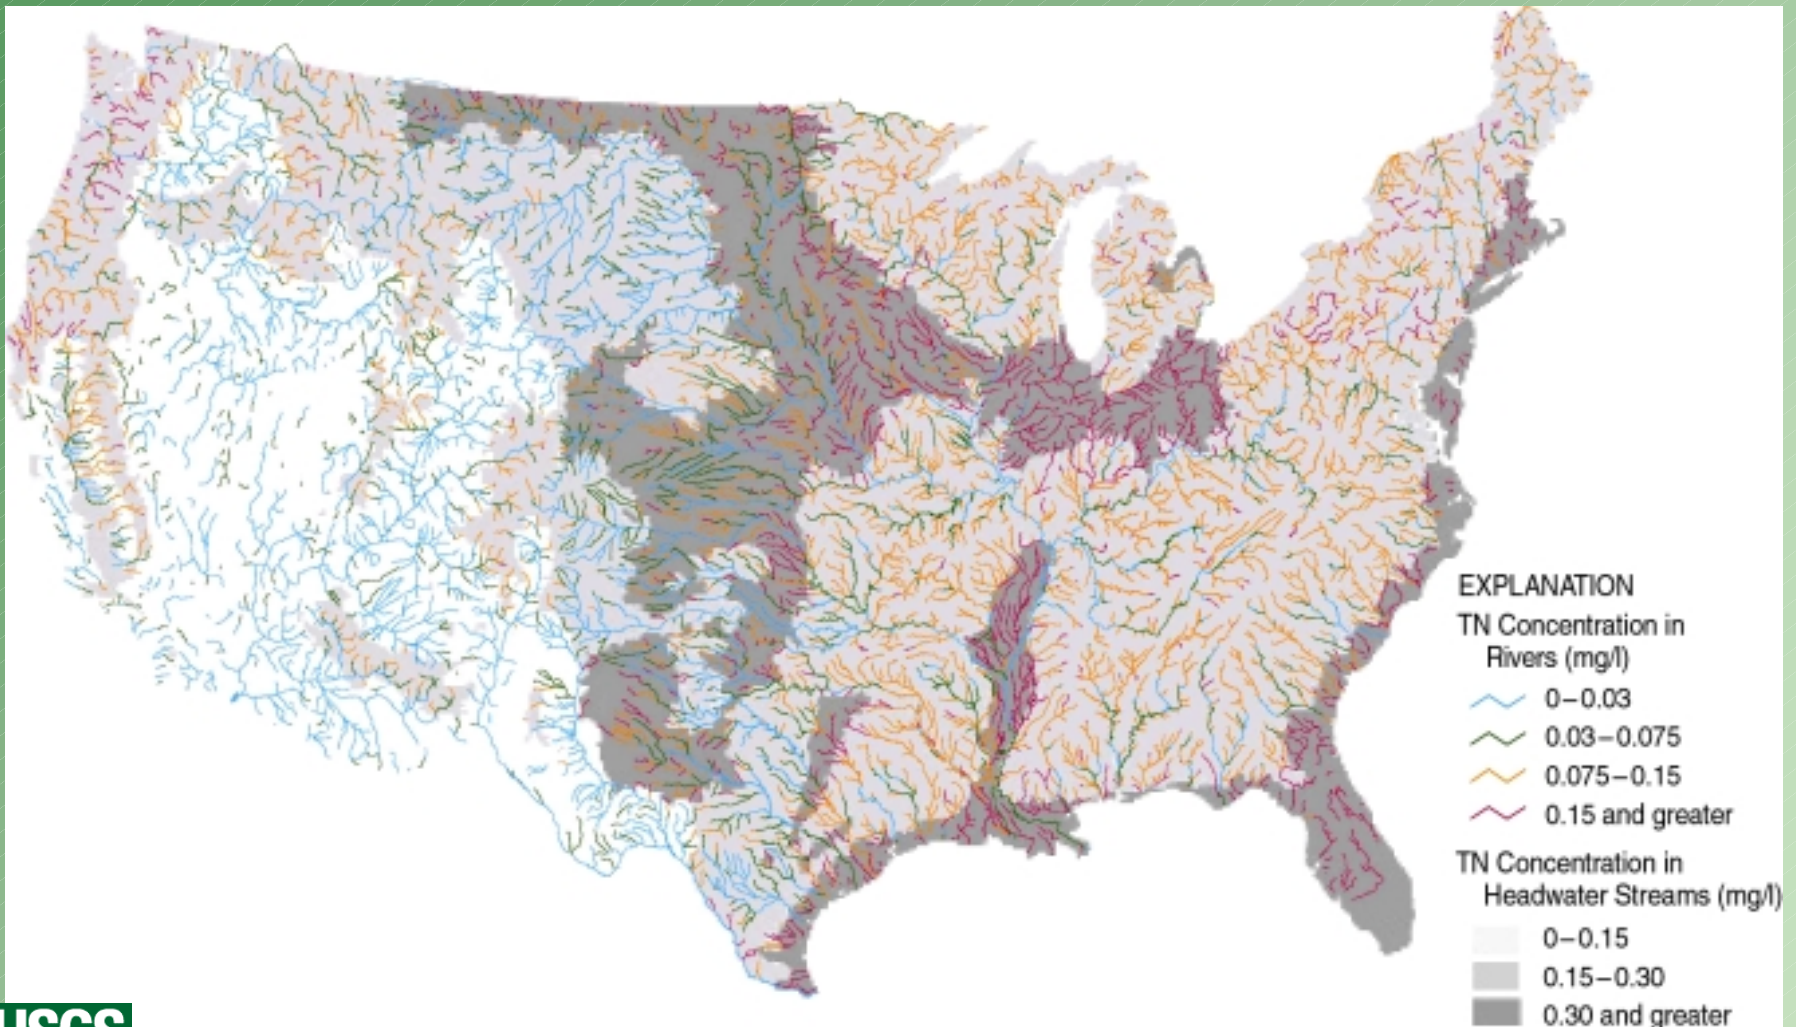 EXPLANATION
TN Concentration in
Rivers (mg/l)
0–0.03
0.03–0.075
0.075–0.15
0.15 and greater
TN Concentration in
Headwater Streams (mg/l)
0–0.15
0.15–0.30
0.30 and greater
USGS